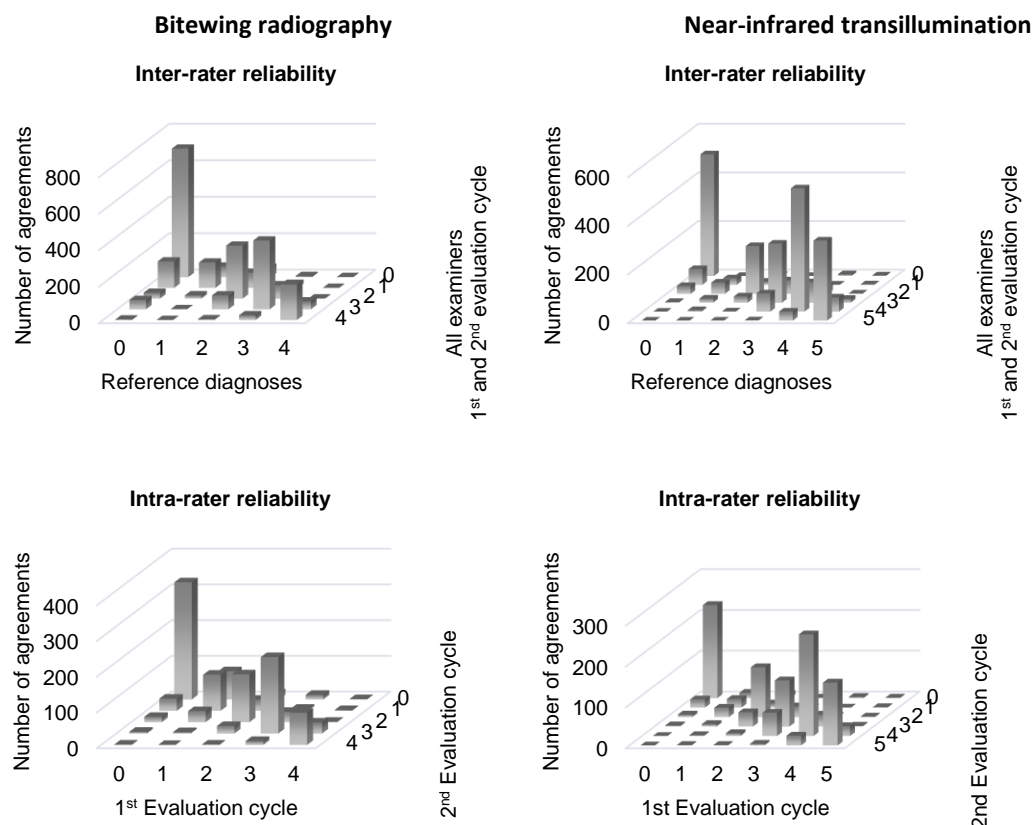 Bitewing radiography
Near-infrared transillumination
Inter-rater reliability
Number of agreements
800
600
400
200
0
0 1 2 3 4
Reference diagnoses
0
1
2
3
4
All examiners
1st and 2nd evaluation cycle
Inter-rater reliability
Number of agreements
600
400
200
0
0 1 2 3 4 5
Reference diagnoses
0
1
2
3
4
5
All examiners
1st and 2nd evaluation cycle
Intra-rater reliability
Number of agreements
400
300
200
100
0
0 1 2 3 4
1st Evaluation cycle
0
1
2
3
4
2nd Evaluation cycle
Intra-rater reliability
Number of agreements
300
200
100
0
0 1 2 3 4 5
1st Evaluation cycle
0
1
2
3
4
5
2nd Evaluation cycle